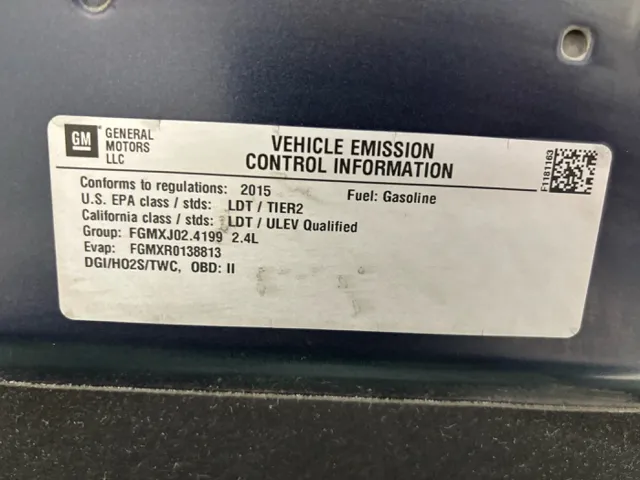 GM
GENERAL
MOTORS
LLC
VEHICLE EMISSION
CONTROL INFORMATION
F1181163
Conforms to regulations: 2015 Fuel: Gasoline
U.S. EPA class / stds: LDT / TIER2
California class / stds: LDT / ULEV Qualified
Group: FGMXJ02.4199 2.4L
Evap: FGMXR0138813
DGI/HO2S/TWC, OBD: II